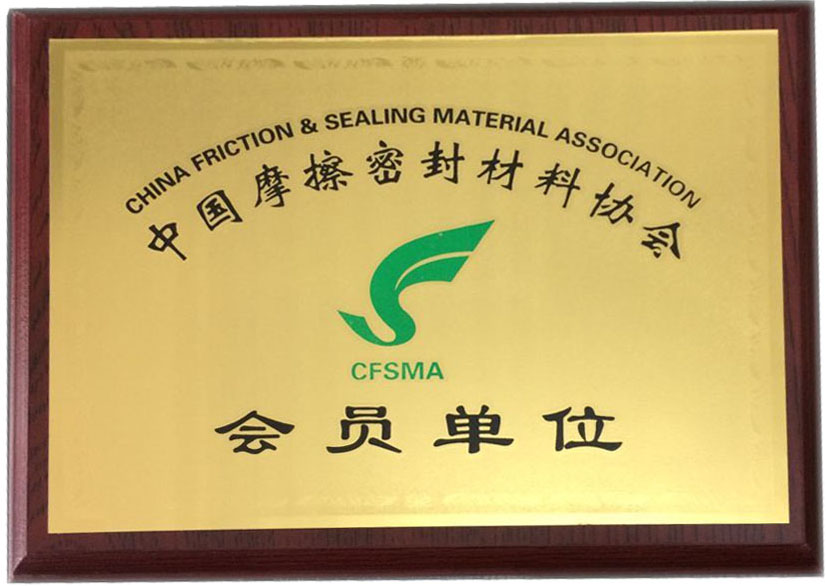 CHINA FRICTION & SEALING MATERIAL ASSOCIATION
中国摩擦密封材料协会
CFSMA
会员单位